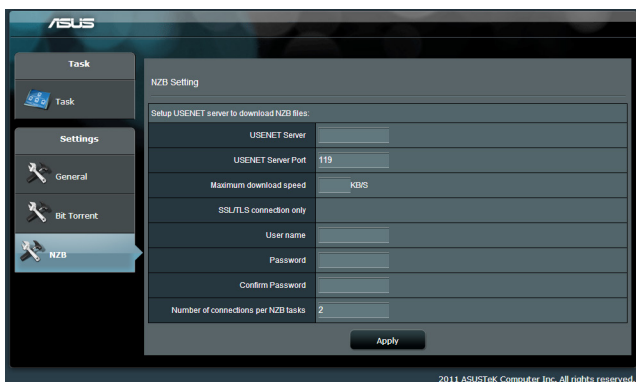 ASUS
Task
Task
Settings
General
Bit Torrent
NZB
NZB Setting
Setup USENET server to download NZB files:
USENET Server
USENET Server Port 119
Maximum download speed KB/S
SSL/TLS connection only
User name
Password
Confirm Password
Number of connections per NZB tasks 2
Apply
2011 ASUSTeK Computer Inc. All rights reserved.